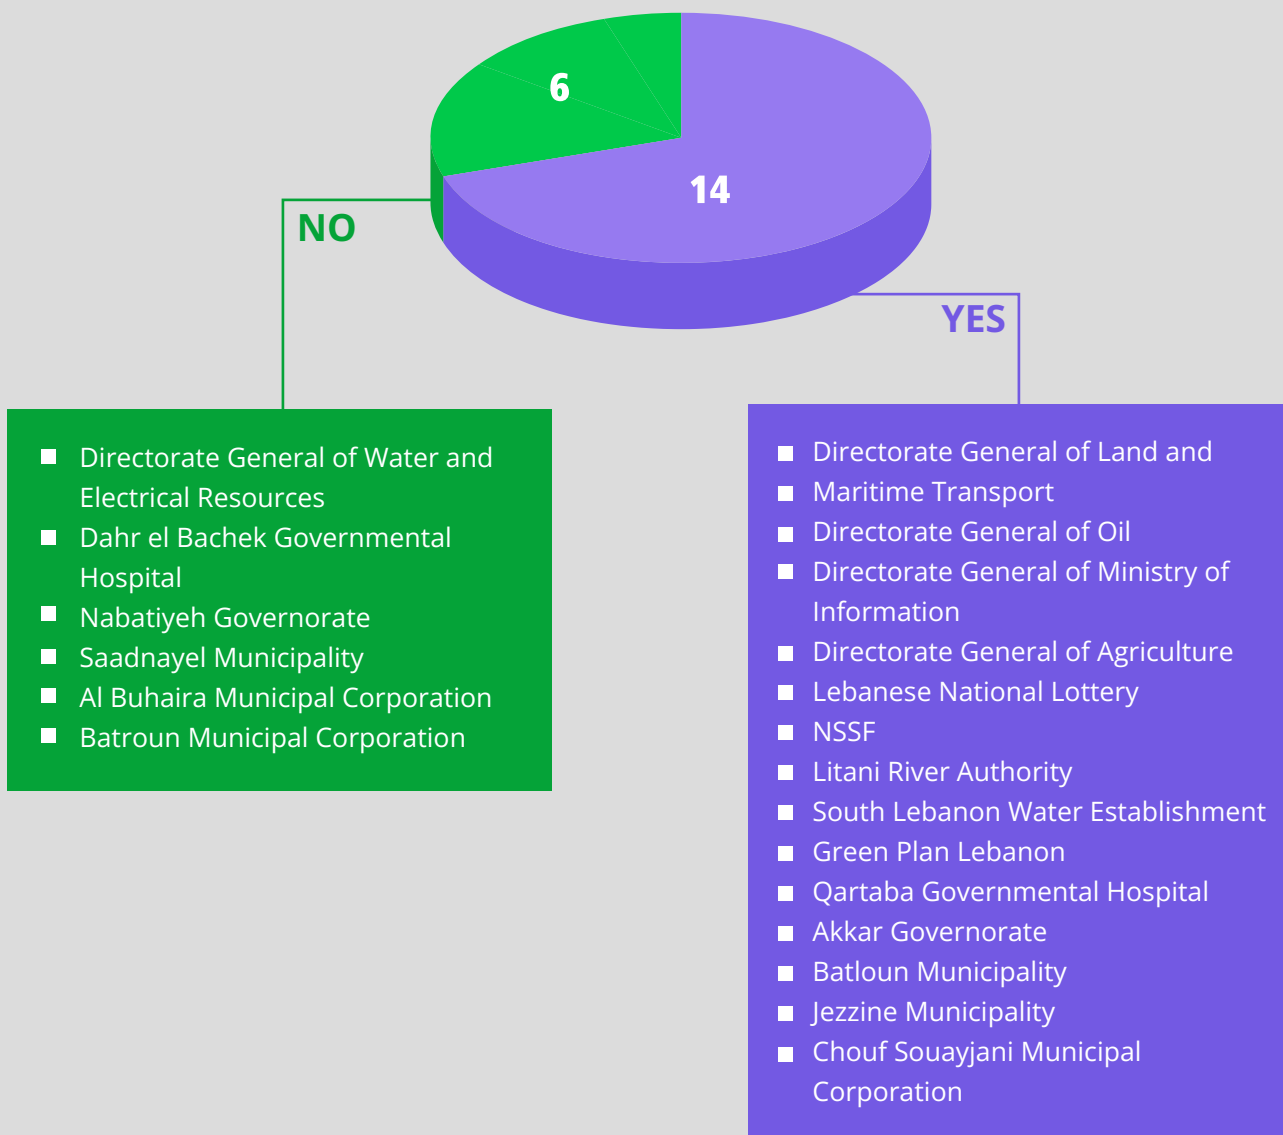 6
14
NO
YES
Directorate General of Water and
Electrical Resources
Dahr el Bachek Governmental
Hospital
Nabatiyeh Governorate
Saadnayel Municipality
Al Buhaira Municipal Corporation
Batroun Municipal Corporation
Directorate General of Land and
Maritime Transport
Directorate General of Oil
Directorate General of Ministry of
Information
Directorate General of Agriculture
Lebanese National Lottery
NSSF
Litani River Authority
South Lebanon Water Establishment
Green Plan Lebanon
Qartaba Governmental Hospital
Akkar Governorate
Batloun Municipality
Jezzine Municipality
Chouf Souayjani Municipal
Corporation